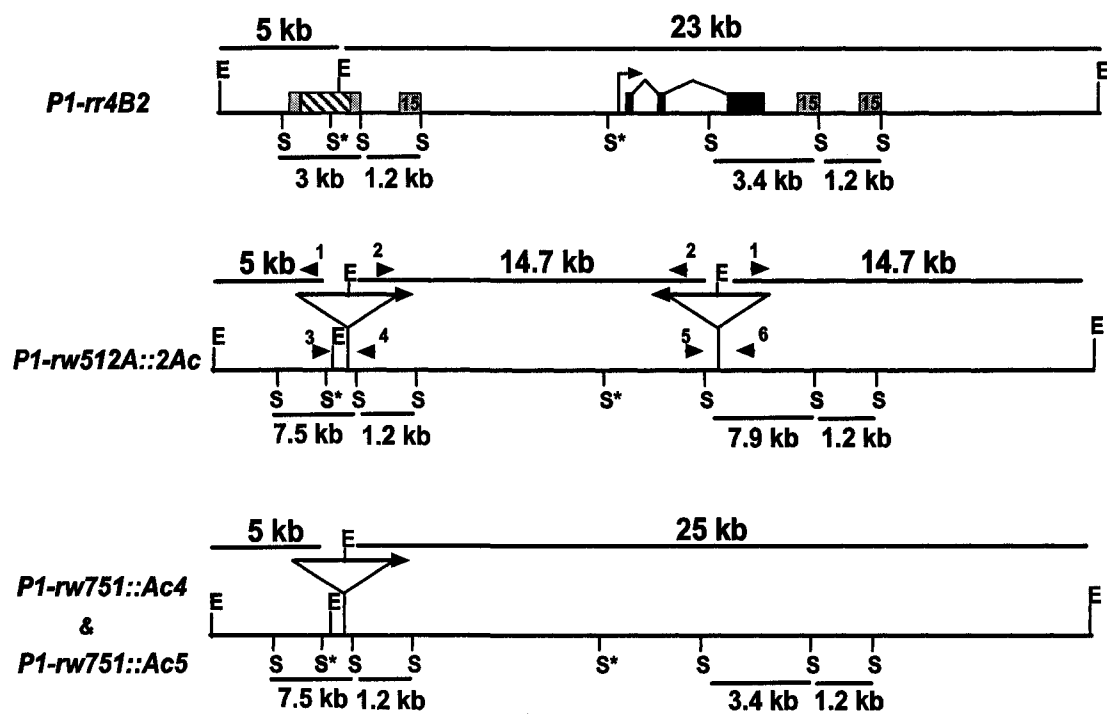 5 kb 23 kb
E E E
P1-rr4B2 15 15 15
S S* S S S* S S S
3 kb 1.2 kb 3.4 kb 1.2 kb
5 kb 1 2 14.7 kb 2 1 14.7 kb
E E
E 3 E 4 5 6 E
P1-rw512A::2Ac
S S* S S S* S S S
7.5 kb 1.2 kb 7.9 kb 1.2 kb
5 kb 25 kb
E
P1-rw751::Ac4
E E E
&
P1-rw751::Ac5
S S* S S S* S S S
7.5 kb 1.2 kb 3.4 kb 1.2 kb